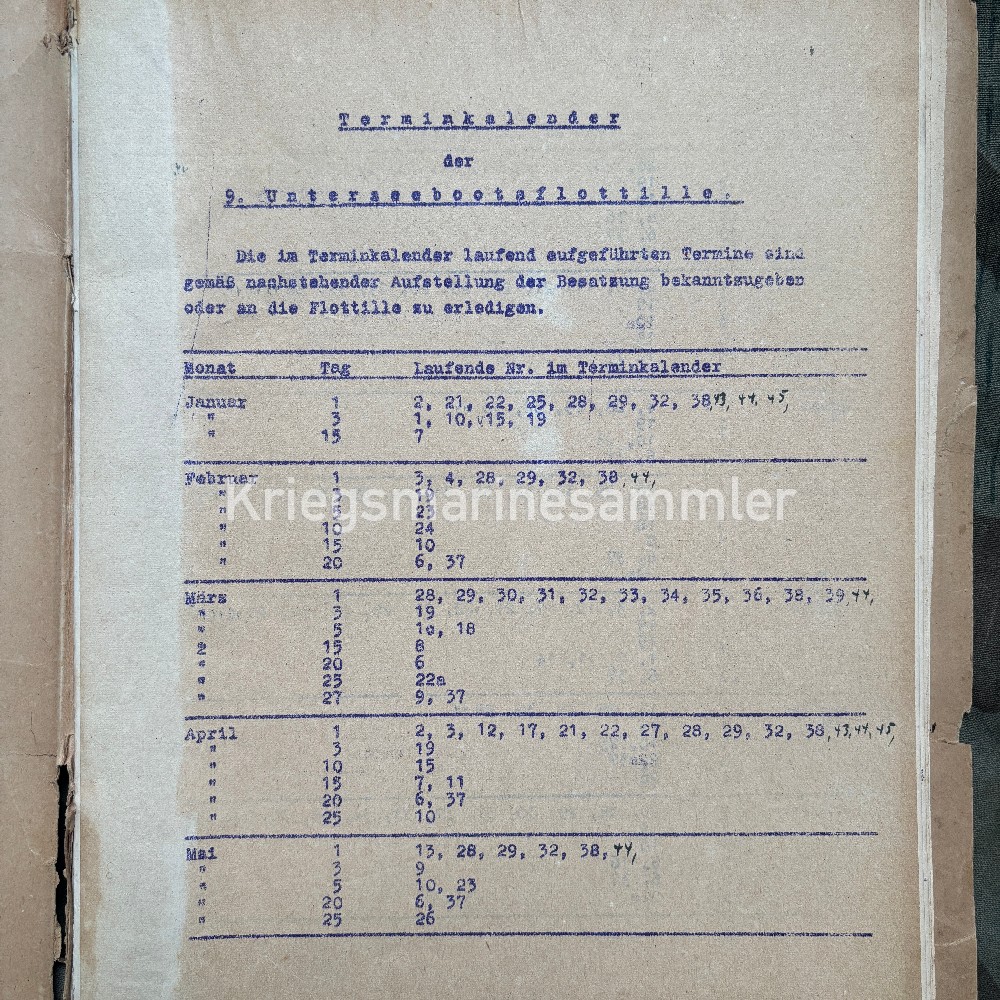 Terminkalender
der
9. Unterseebootsflottille.
Die im Terminkalender laufend aufgeführten Termine sind
gemäß nachstehender Aufstellung der Besatzung bekanntzugeben
oder an die Flottille zu erledigen.
Monat Tag Laufende Nr. im Terminkalender
Januar 1 2, 21, 22, 25, 28, 29, 32, 38, 43, 44, 45,
" 3 1, 10, 15, 19
" 15 7
Februar 1 3, 4, 28, 29, 32, 38, 44,
Kriegsmarinesammler
" 3 19
" 5 23
" 10 24
" 15 10
" 20 6, 37
März 1 28, 29, 30, 31, 32, 33, 34, 35, 36, 38, 39, 44,
" 3 19
" 5 10, 18
" 15 8
" 20 6
" 25 22a
" 27 9, 37
April 1 2, 3, 12, 17, 21, 22, 27, 28, 29, 32, 38, 43, 44, 45,
" 3 19
" 10 15
" 15 7, 11
" 20 6, 37
" 25 10
Mai 1 13, 28, 29, 32, 38, 44,
" 3 9
" 5 10, 23
" 20 6, 37
" 25 26